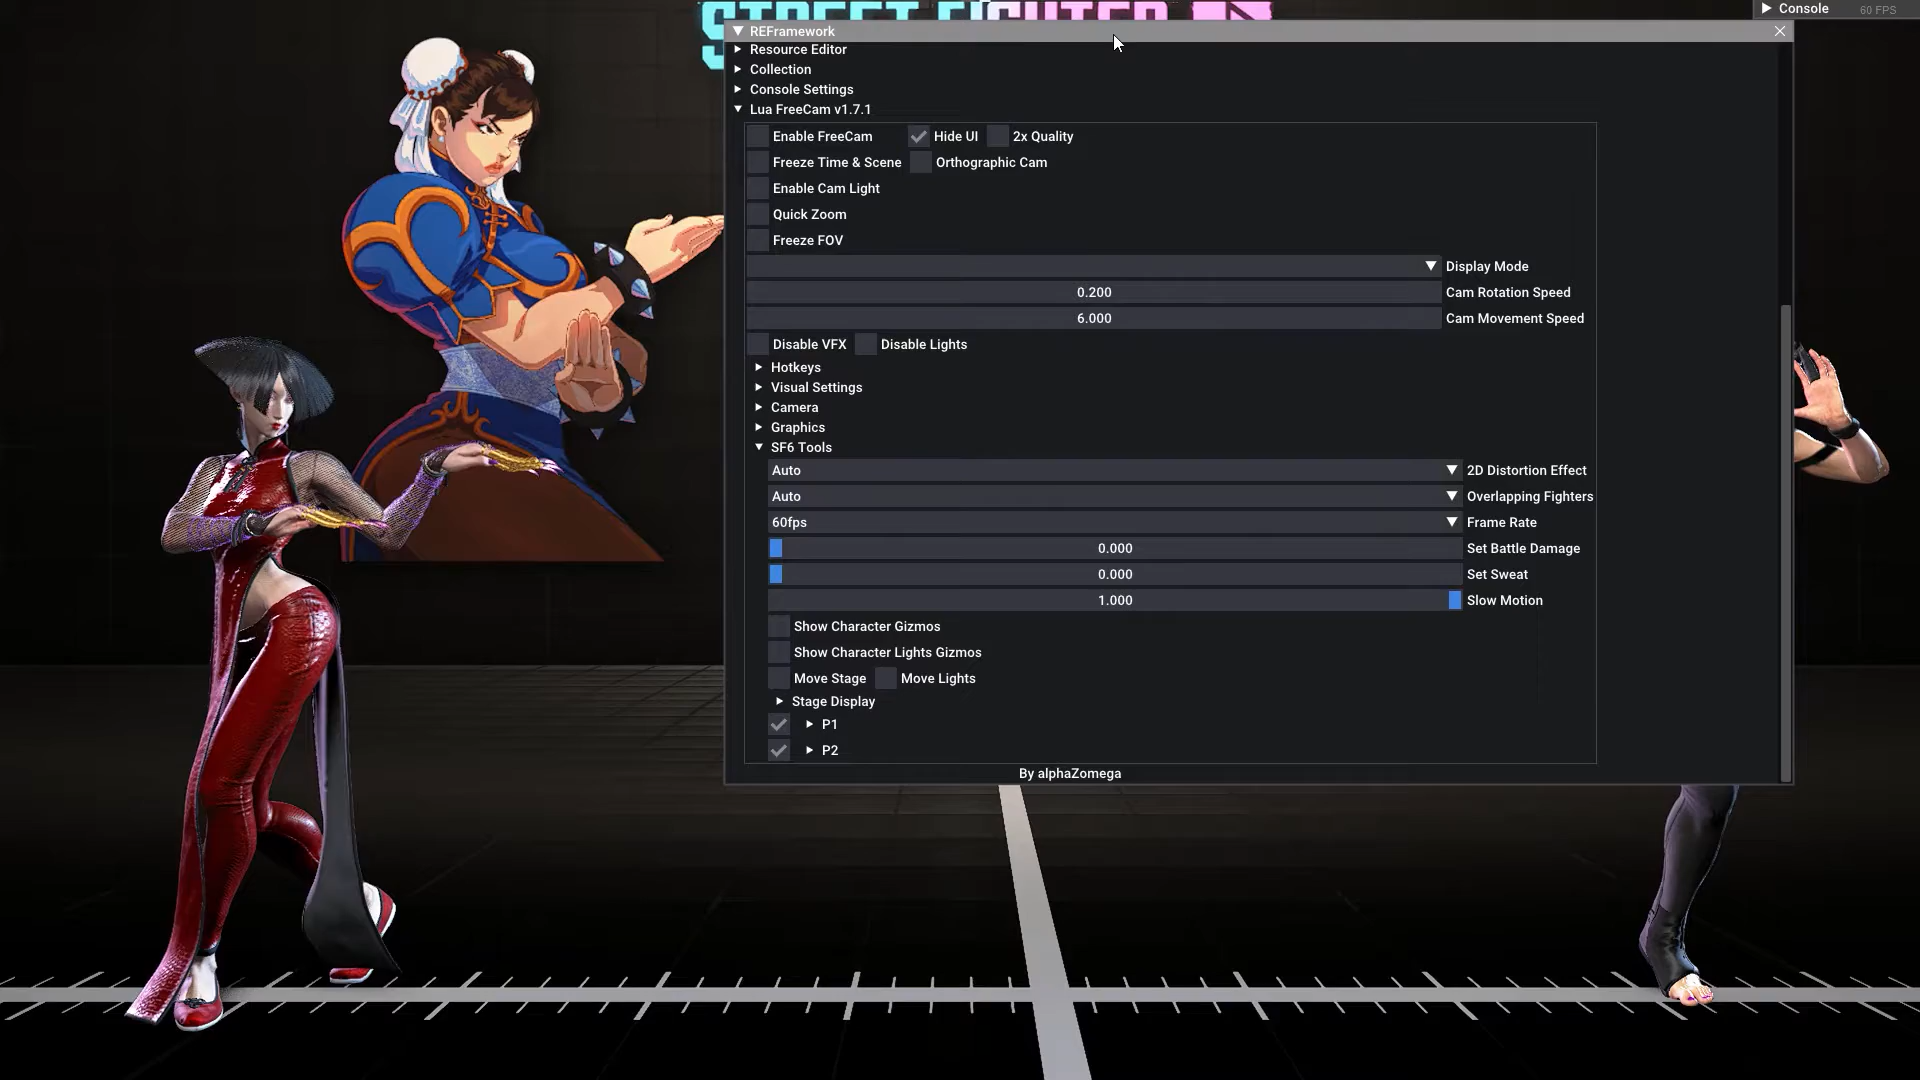 STREET FIGHTER
Console 60 FPS
REFramework
Resource Editor
Collection
Console Settings
Lua FreeCam v1.7.1
Enable FreeCam Hide UI 2x Quality
Freeze Time & Scene Orthographic Cam
Enable Cam Light
Quick Zoom
Freeze FOV
Display Mode
0.200 Cam Rotation Speed
6.000 Cam Movement Speed
Disable VFX Disable Lights
Hotkeys
Visual Settings
Camera
Graphics
SF6 Tools
Auto 2D Distortion Effect
Auto Overlapping Fighters
60fps Frame Rate
0.000 Set Battle Damage
0.000 Set Sweat
1.000 Slow Motion
Show Character Gizmos
Show Character Lights Gizmos
Move Stage Move Lights
Stage Display
P1
P2
By alphaZomega